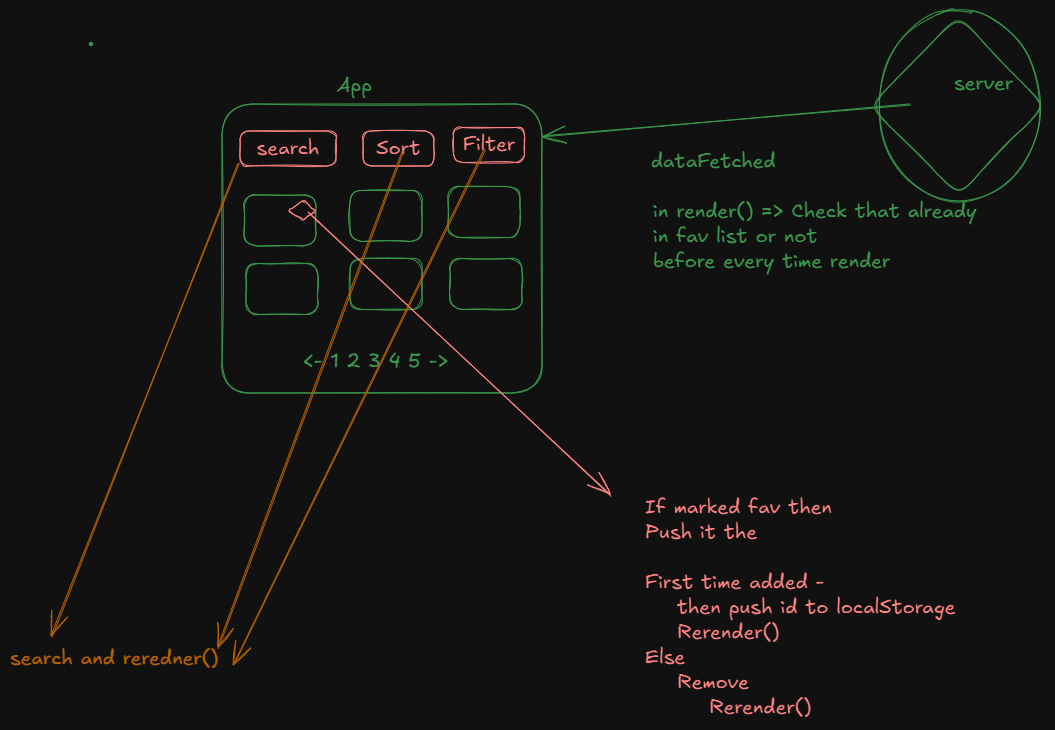 App
server
search
Sort
Filter
dataFetched
in render() => Check that already
in fav list or not
before every time render
<- 1 2 3 4 5 ->
If marked fav then
Push it the
First time added -
then push id to localStorage
Rerender()
Else
Remove
Rerender()
search and reredner()